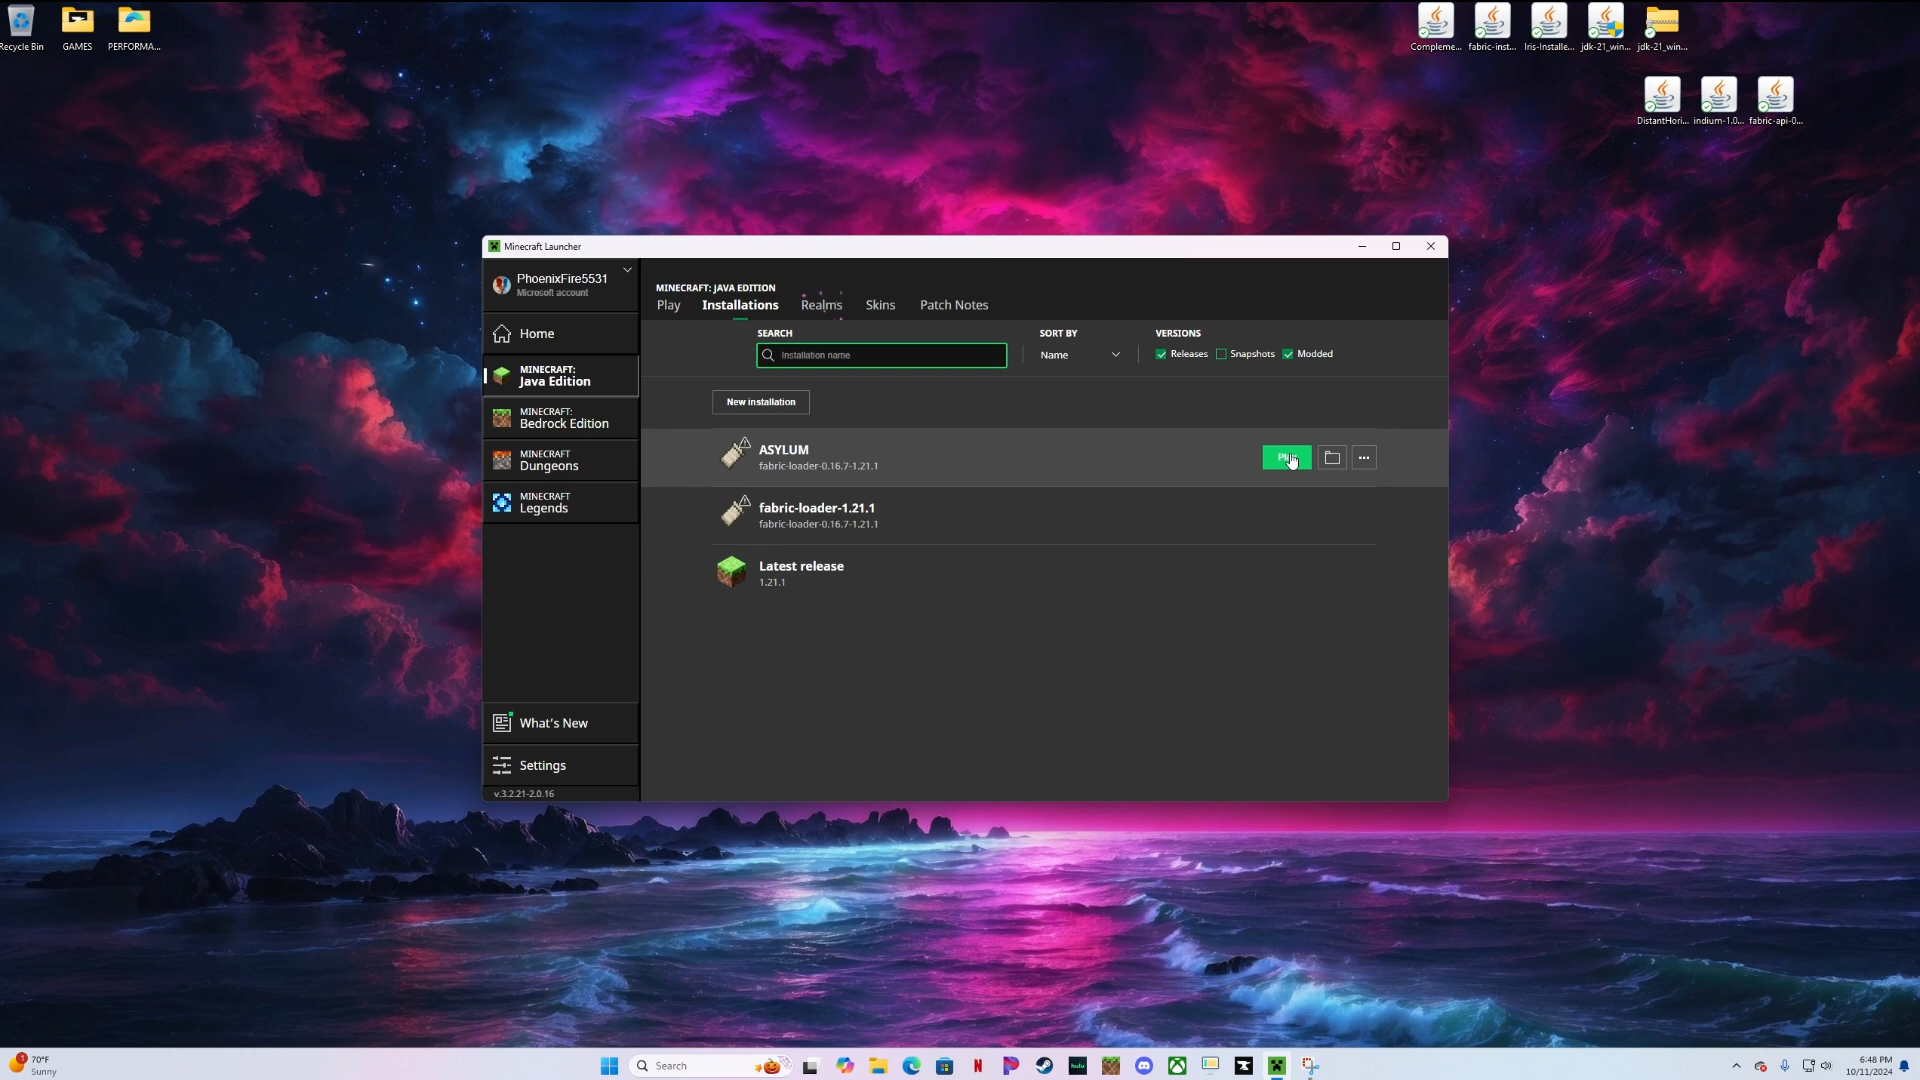 Recycle Bin
GAMES
PERFORMA...
Compleme...
fabric-inst...
Iris-Installe...
jdk-21_win...
jdk-21_win...
DistantHori...
indium-1.0...
fabric-api-0...
Minecraft Launcher
PhoenixFire5531
Microsoft account
Home
MINECRAFT:
Java Edition
MINECRAFT:
Bedrock Edition
MINECRAFT
Dungeons
MINECRAFT
Legends
What's New
Settings
v.3.2.21-2.0.16
MINECRAFT: JAVA EDITION
Play
Installations
Realms
Skins
Patch Notes
SEARCH
Installation name
SORT BY
Name
VERSIONS
Releases
Snapshots
Modded
New installation
ASYLUM
fabric-loader-0.16.7-1.21.1
fabric-loader-1.21.1
fabric-loader-0.16.7-1.21.1
Latest release
1.21.1
1
70°F
Sunny
Search
hulu
6:48 PM
10/11/2024